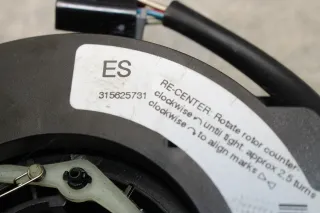 ES
315625731
RE-CENTER: Rotate rotor counter
clockwise ↶ until tight. approx 2.5 turns
clockwise ↷ to align marks ▷◁